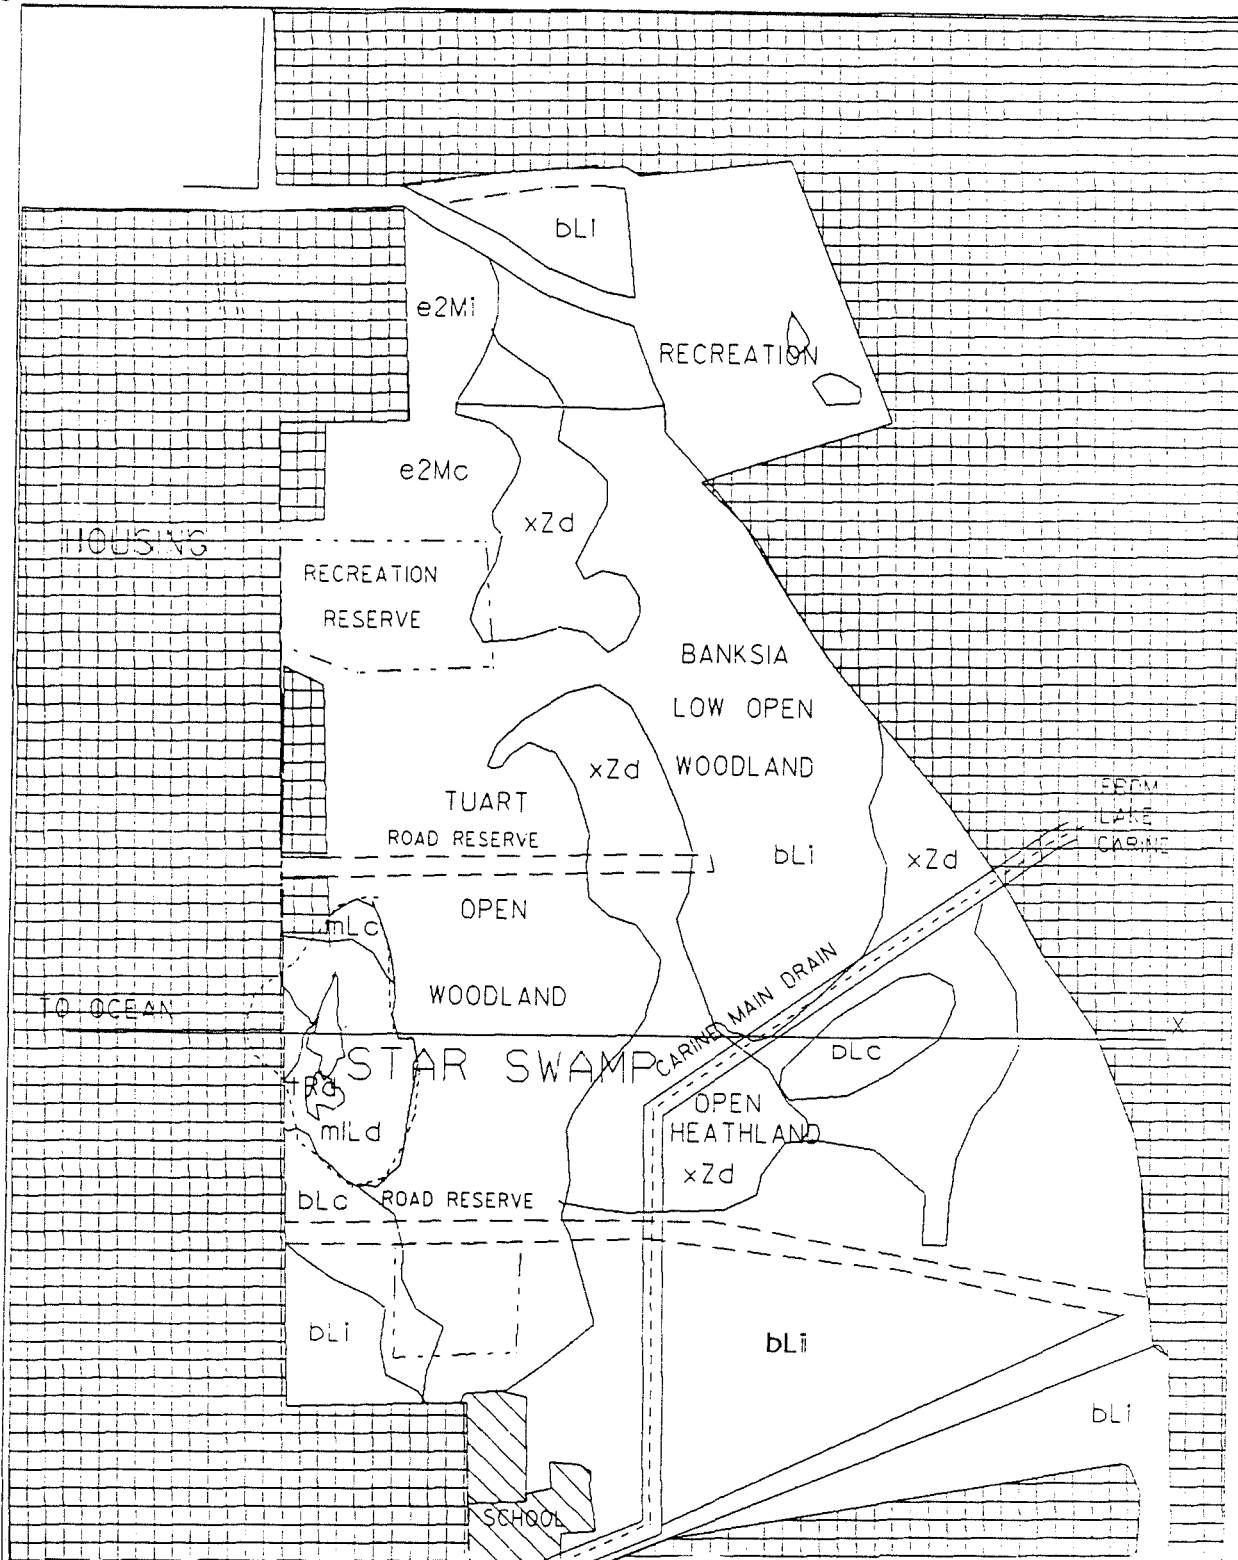 bLi
e2Mi
RECREATION
e2Mc
xZd
HOUSING
RECREATION
RESERVE
BANKSIA
LOW OPEN
WOODLAND
xZd
TUART
ROAD RESERVE
bLi
xZd
FROM
LAKE
CARINE
OPEN
mLc
WOODLAND
CARINE MAIN DRAIN
TO OCEAN
X
STAR SWAMP
bLc
tRd
OPEN
HEATHLAND
mILd
xZd
bLc
ROAD RESERVE
bLi
bLi
bLi
SCHOOL